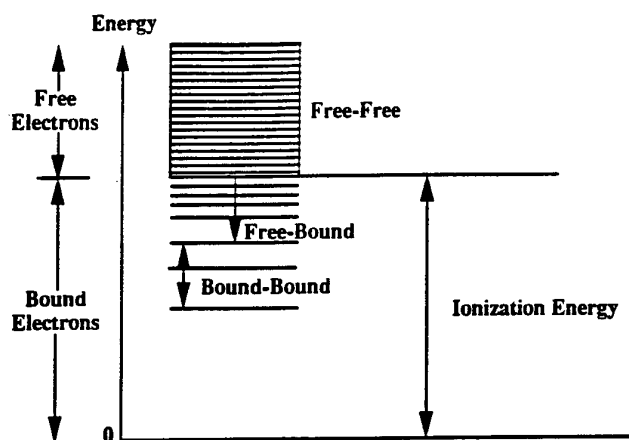 Energy
Free
Electrons
Free-Free
Free-Bound
Bound-Bound
Bound
Electrons
Ionization Energy
0